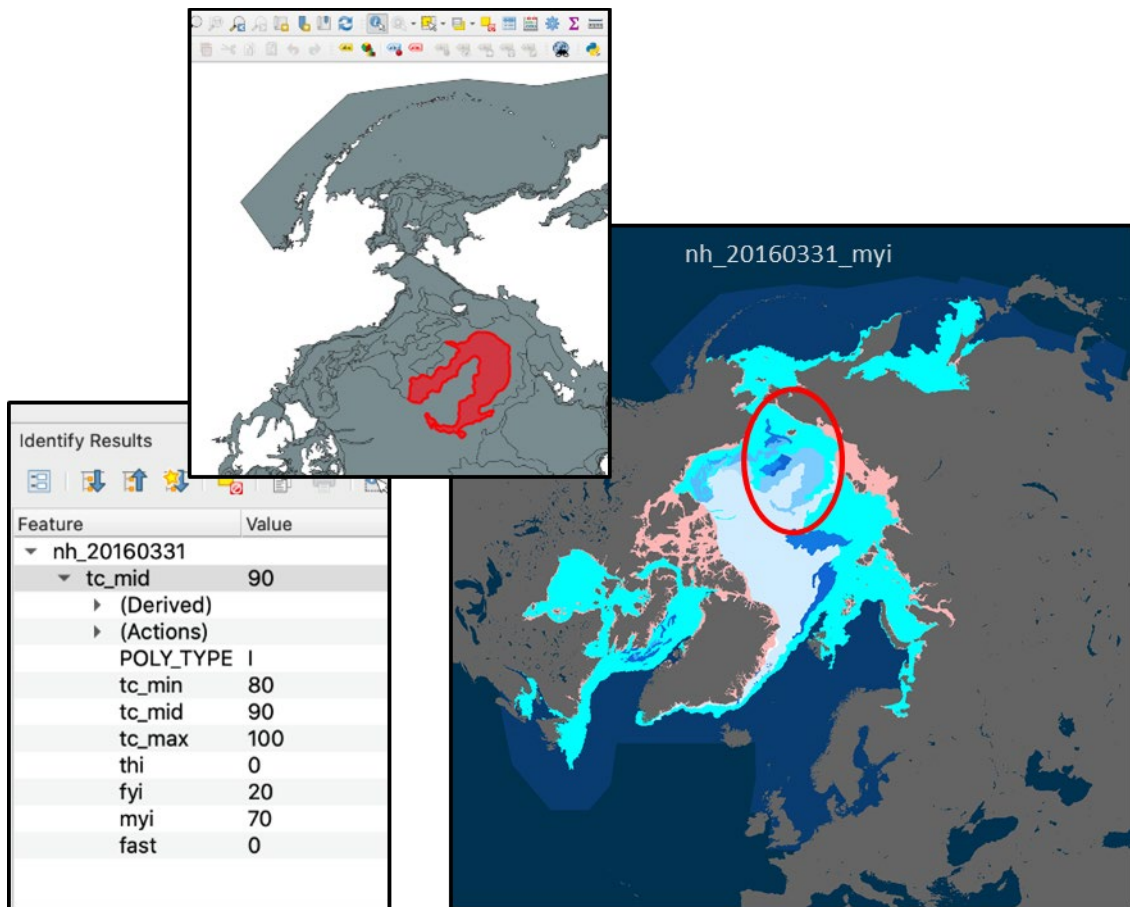 nh_20160331_myi
Identify Results
Feature Value
nh_20160331
tc_mid 90
(Derived)
(Actions)
POLY_TYPE I
tc_min 80
tc_mid 90
tc_max 100
thi 0
fyi 20
myi 70
fast 0